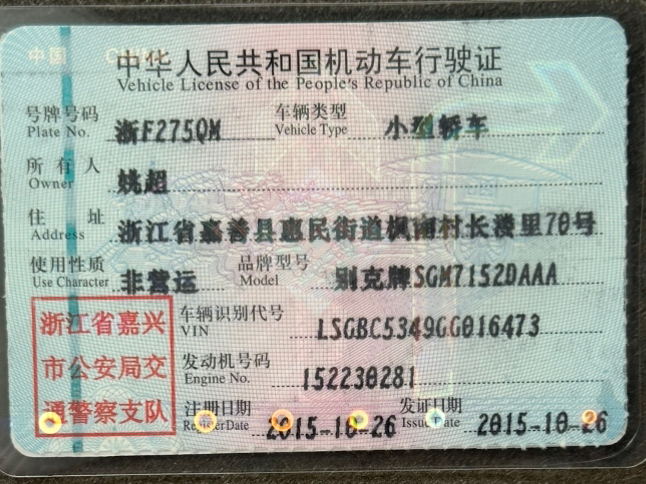 中国 CHINA
中华人民共和国机动车行驶证
Vehicle License of the People's Republic of China
号牌号码 浙F275QM 车辆类型 小型轿车
Plate No. Vehicle Type
所有人 姚超
Owner
住址 浙江省嘉善县惠民街道枫南村长溇里70号
Address
使用性质 非营运 品牌型号 别克牌SGM7152DAAA
Use Character Model
浙江省嘉兴 车辆识别代号 LSGBC5349GG016473
VIN
市公安局交 发动机号码 152230281
Engine No.
通警察支队 注册日期 2015-10-26 发证日期 2015-10-26
Register Date Issue Date